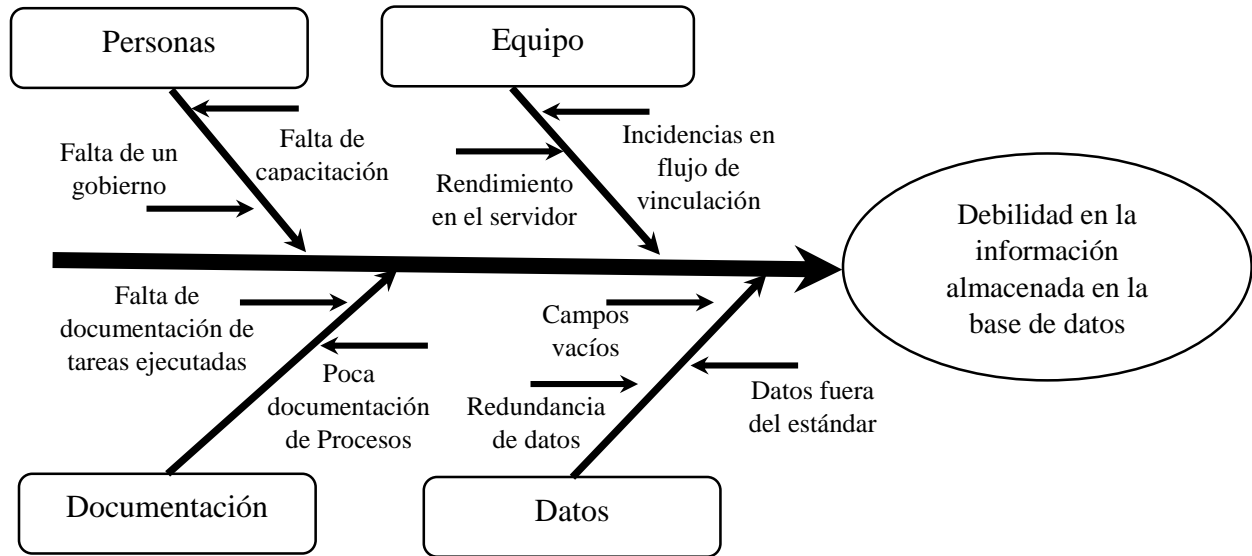 Personas
Equipo
Falta de
capacitación
Falta de un
gobierno
Incidencias en
flujo de
vinculación
Rendimiento
en el servidor
Debilidad en la
información
almacenada en la
base de datos
Falta de
documentación de
tareas ejecutadas
Poca
documentación
de Procesos
Campos
vacíos
Redundancia
de datos
Datos fuera
del estándar
Documentación
Datos